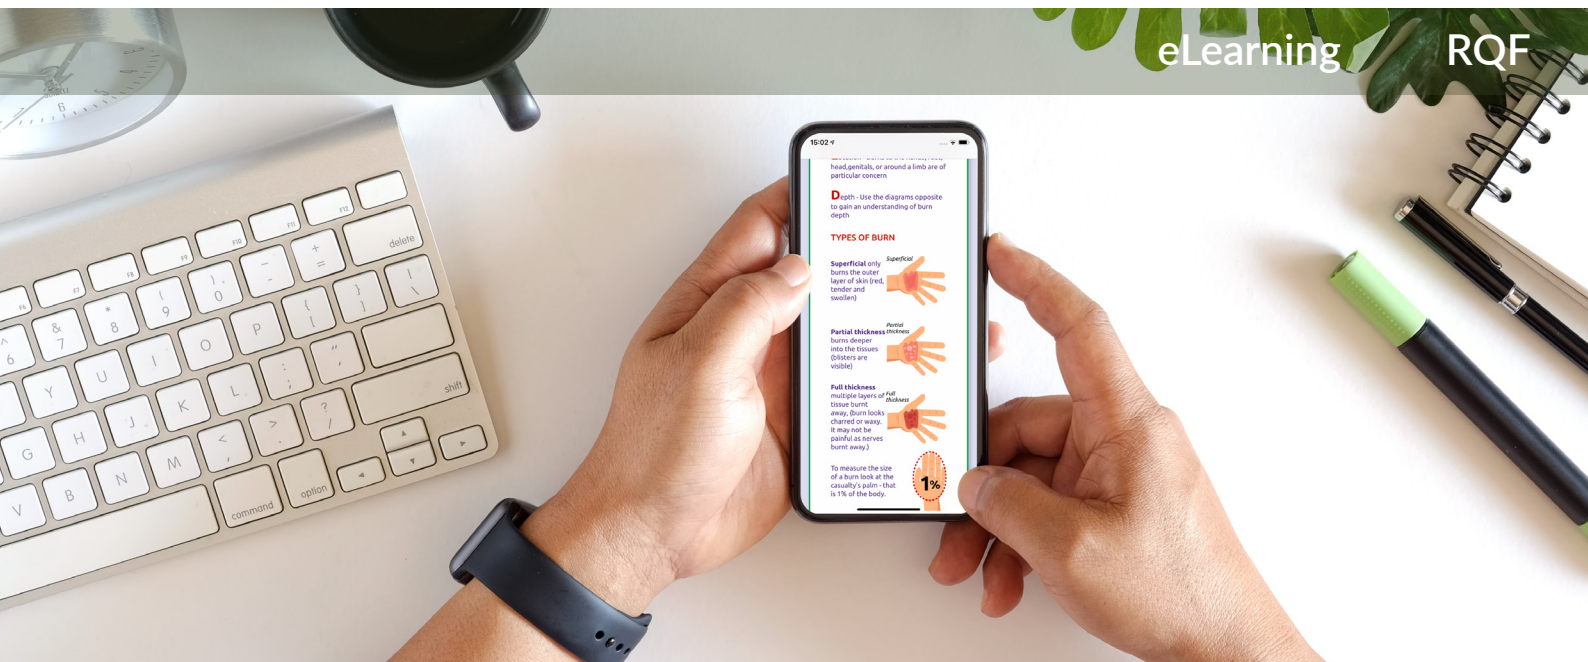 eLearning RQF
15:02
head,genitals, or around a limb are of
particular concern
Depth - Use the diagrams opposite
to gain an understanding of burn
depth
TYPES OF BURN
Superficial only
burns the outer
layer of skin (red,
tender and
swollen)
Superficial
Partial thickness
burns deeper
into the tissues
(blisters are
visible)
Partial
thickness
Full thickness
multiple layers of
tissue burnt
away, (burn looks
charred or waxy.
It may not be
painful as nerves
burnt away.)
Full
thickness
To measure the size
of a burn look at the
casualty's palm - that
is 1% of the body.
1%
F6 F7 F8 F9 F10 F11 F12
^ 6 & 7 * 8 ( 9 ) 0 - + = delete
Y U I O P { [ } ] | \
G H J K L : ; " ' shift
V B N M < , > . ? /
command option